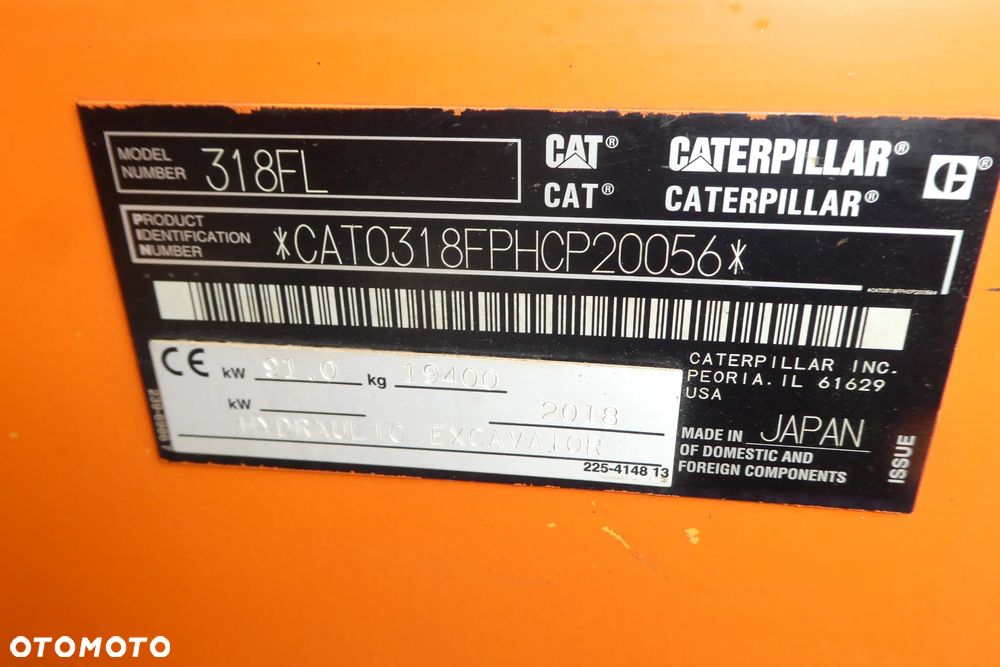 MODEL NUMBER 318FL
CAT® CATERPILLAR® C®
CAT® CATERPILLAR®
PRODUCT IDENTIFICATION NUMBER *CAT0318FPHCP20056*
*CAT0318FPHCP20056*
CE kW 91.0 kg 19400
kW 2018
HYDRAULIC EXCAVATOR
225-4148 13
CATERPILLAR INC.
PEORIA. IL 61629
USA
MADE IN JAPAN
OF DOMESTIC AND
FOREIGN COMPONENTS
ISSUE
OTOMOTO